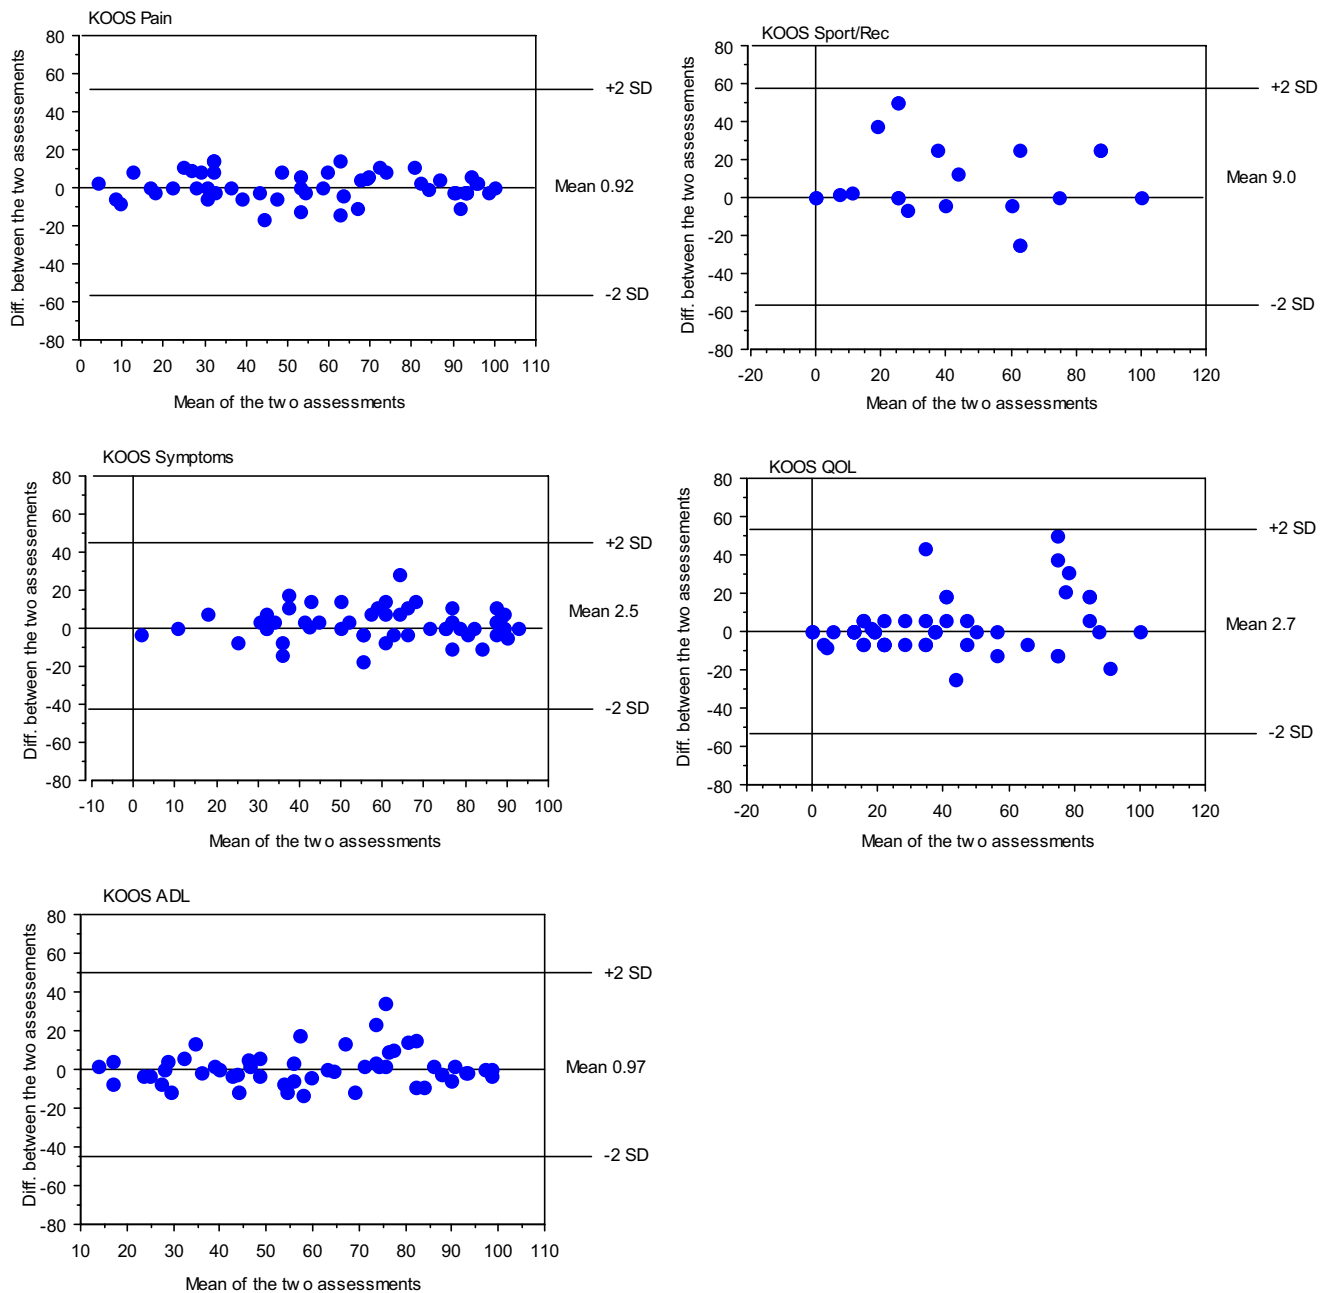 KOOS Pain
Diff. between the two assessements
80
60
40
20
0
-20
-40
-60
-80
+2 SD
Mean 0.92
-2 SD
0 10 20 30 40 50 60 70 80 90 100 110
Mean of the two assessments
KOOS Sport/Rec
Diff. between the two assessements
80
60
40
20
0
-20
-40
-60
-80
+2 SD
Mean 9.0
-2 SD
-20 0 20 40 60 80 100 120
Mean of the two assessments
KOOS Symptoms
Diff. between the two assessements
80
60
40
20
0
-20
-40
-60
-80
+2 SD
Mean 2.5
-2 SD
-10 0 10 20 30 40 50 60 70 80 90 100
Mean of the two assessments
KOOS QOL
Diff. between the two assessements
80
60
40
20
0
-20
-40
-60
-80
+2 SD
Mean 2.7
-2 SD
-20 0 20 40 60 80 100 120
Mean of the two assessments
KOOS ADL
Diff. between the two assessements
80
60
40
20
0
-20
-40
-60
-80
+2 SD
Mean 0.97
-2 SD
10 20 30 40 50 60 70 80 90 100 110
Mean of the two assessments